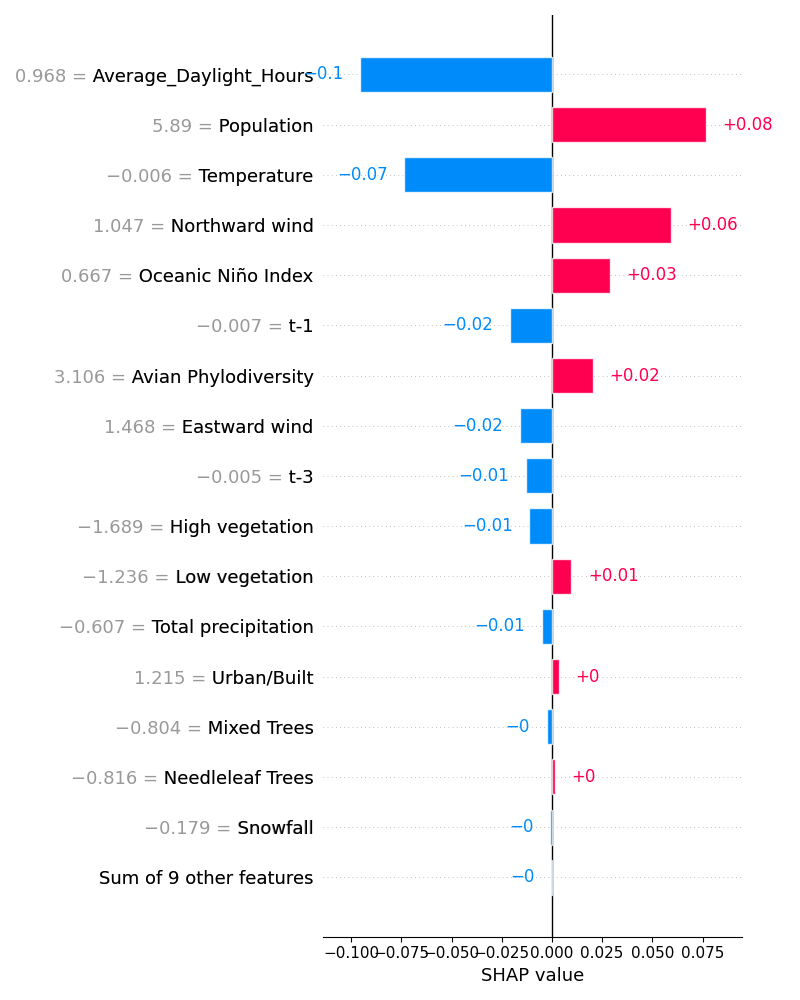 0.968 = Average_Daylight_Hours −0.1
5.89 = Population +0.08
−0.006 = Temperature −0.07
1.047 = Northward wind +0.06
0.667 = Oceanic Niño Index +0.03
−0.007 = t-1 −0.02
3.106 = Avian Phylodiversity +0.02
1.468 = Eastward wind −0.02
−0.005 = t-3 −0.01
−1.689 = High vegetation −0.01
−1.236 = Low vegetation +0.01
−0.607 = Total precipitation −0.01
1.215 = Urban/Built +0
−0.804 = Mixed Trees −0
−0.816 = Needleleaf Trees +0
−0.179 = Snowfall −0
Sum of 9 other features −0
−0.100 −0.075 −0.050 −0.025 0.000 0.025 0.050 0.075
SHAP value